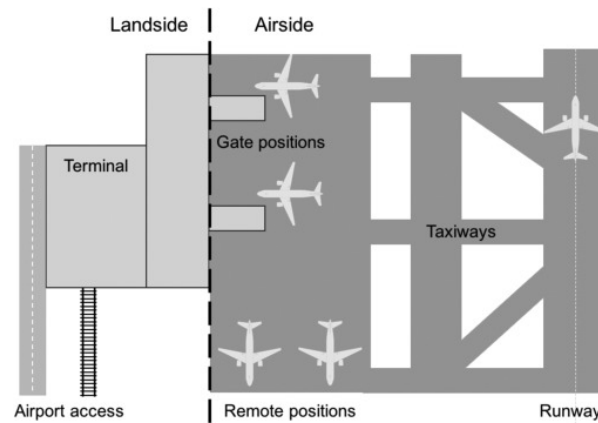 Landside
Airside
Gate positions
Terminal
Taxiways
Airport access
Remote positions
Runway